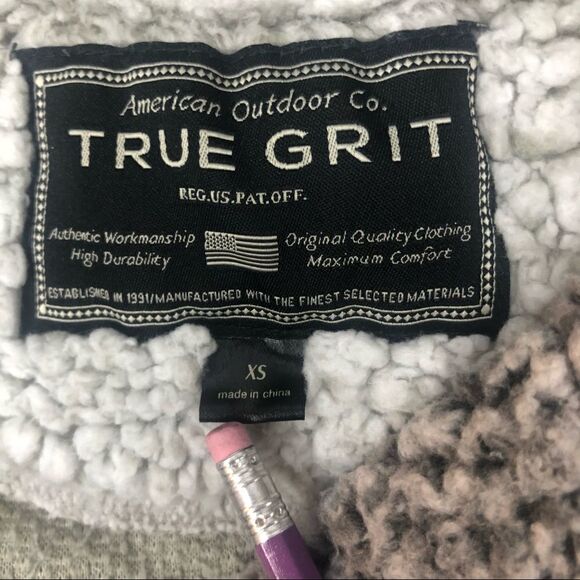 American Outdoor Co.
TRUE GRIT
REG.US.PAT.OFF.
Authentic Workmanship
High Durability
Original Quality Clothing
Maximum Comfort
ESTABLISHED IN 1991/MANUFACTURED WITH THE FINEST SELECTED MATERIALS
XS
made in china